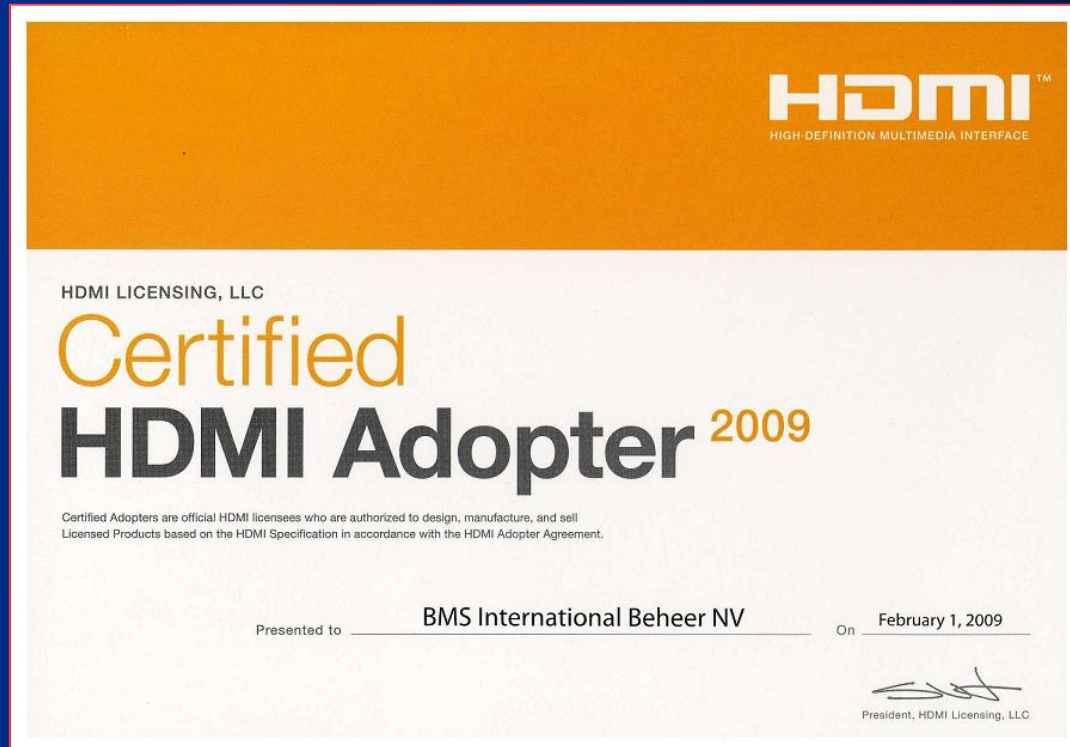 HDMI™
HIGH-DEFINITION MULTIMEDIA INTERFACE
HDMI LICENSING, LLC
Certified
HDMI Adopter 2009
Certified Adopters are official HDMI licensees who are authorized to design, manufacture, and sell
Licensed Products based on the HDMI Specification in accordance with the HDMI Adopter Agreement.
Presented to BMS International Beheer NV On February 1, 2009
President, HDMI Licensing, LLC